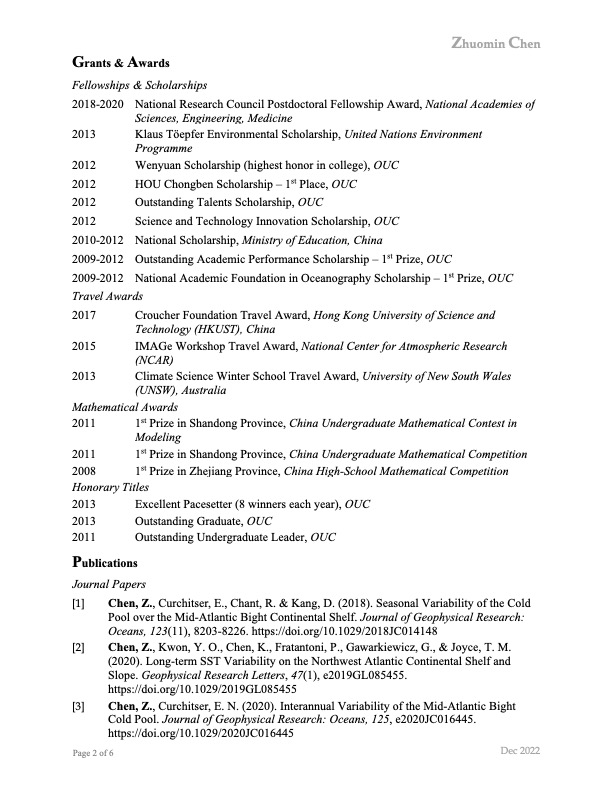 Zhuomin Chen
Grants & Awards
Fellowships & Scholarships
2018-2020 National Research Council Postdoctoral Fellowship Award, National Academies of
Sciences, Engineering, Medicine
2013 Klaus Töepfer Environmental Scholarship, United Nations Environment
Programme
2012 Wenyuan Scholarship (highest honor in college), OUC
2012 HOU Chongben Scholarship – 1st Place, OUC
2012 Outstanding Talents Scholarship, OUC
2012 Science and Technology Innovation Scholarship, OUC
2010-2012 National Scholarship, Ministry of Education, China
2009-2012 Outstanding Academic Performance Scholarship – 1st Prize, OUC
2009-2012 National Academic Foundation in Oceanography Scholarship – 1st Prize, OUC
Travel Awards
2017 Croucher Foundation Travel Award, Hong Kong University of Science and
Technology (HKUST), China
2015 IMAGe Workshop Travel Award, National Center for Atmospheric Research
(NCAR)
2013 Climate Science Winter School Travel Award, University of New South Wales
(UNSW), Australia
Mathematical Awards
2011 1st Prize in Shandong Province, China Undergraduate Mathematical Contest in
Modeling
2011 1st Prize in Shandong Province, China Undergraduate Mathematical Competition
2008 1st Prize in Zhejiang Province, China High-School Mathematical Competition
Honorary Titles
2013 Excellent Pacesetter (8 winners each year), OUC
2013 Outstanding Graduate, OUC
2011 Outstanding Undergraduate Leader, OUC
Publications
Journal Papers
[1] Chen, Z., Curchitser, E., Chant, R. & Kang, D. (2018). Seasonal Variability of the Cold
Pool over the Mid-Atlantic Bight Continental Shelf. Journal of Geophysical Research:
Oceans, 123(11), 8203-8226. https://doi.org/10.1029/2018JC014148
[2] Chen, Z., Kwon, Y. O., Chen, K., Fratantoni, P., Gawarkiewicz, G., & Joyce, T. M.
(2020). Long-term SST Variability on the Northwest Atlantic Continental Shelf and
Slope. Geophysical Research Letters, 47(1), e2019GL085455.
https://doi.org/10.1029/2019GL085455
[3] Chen, Z., Curchitser, E. N. (2020). Interannual Variability of the Mid-Atlantic Bight
Cold Pool. Journal of Geophysical Research: Oceans, 125, e2020JC016445.
https://doi.org/10.1029/2020JC016445
Page 2 of 6
Dec 2022